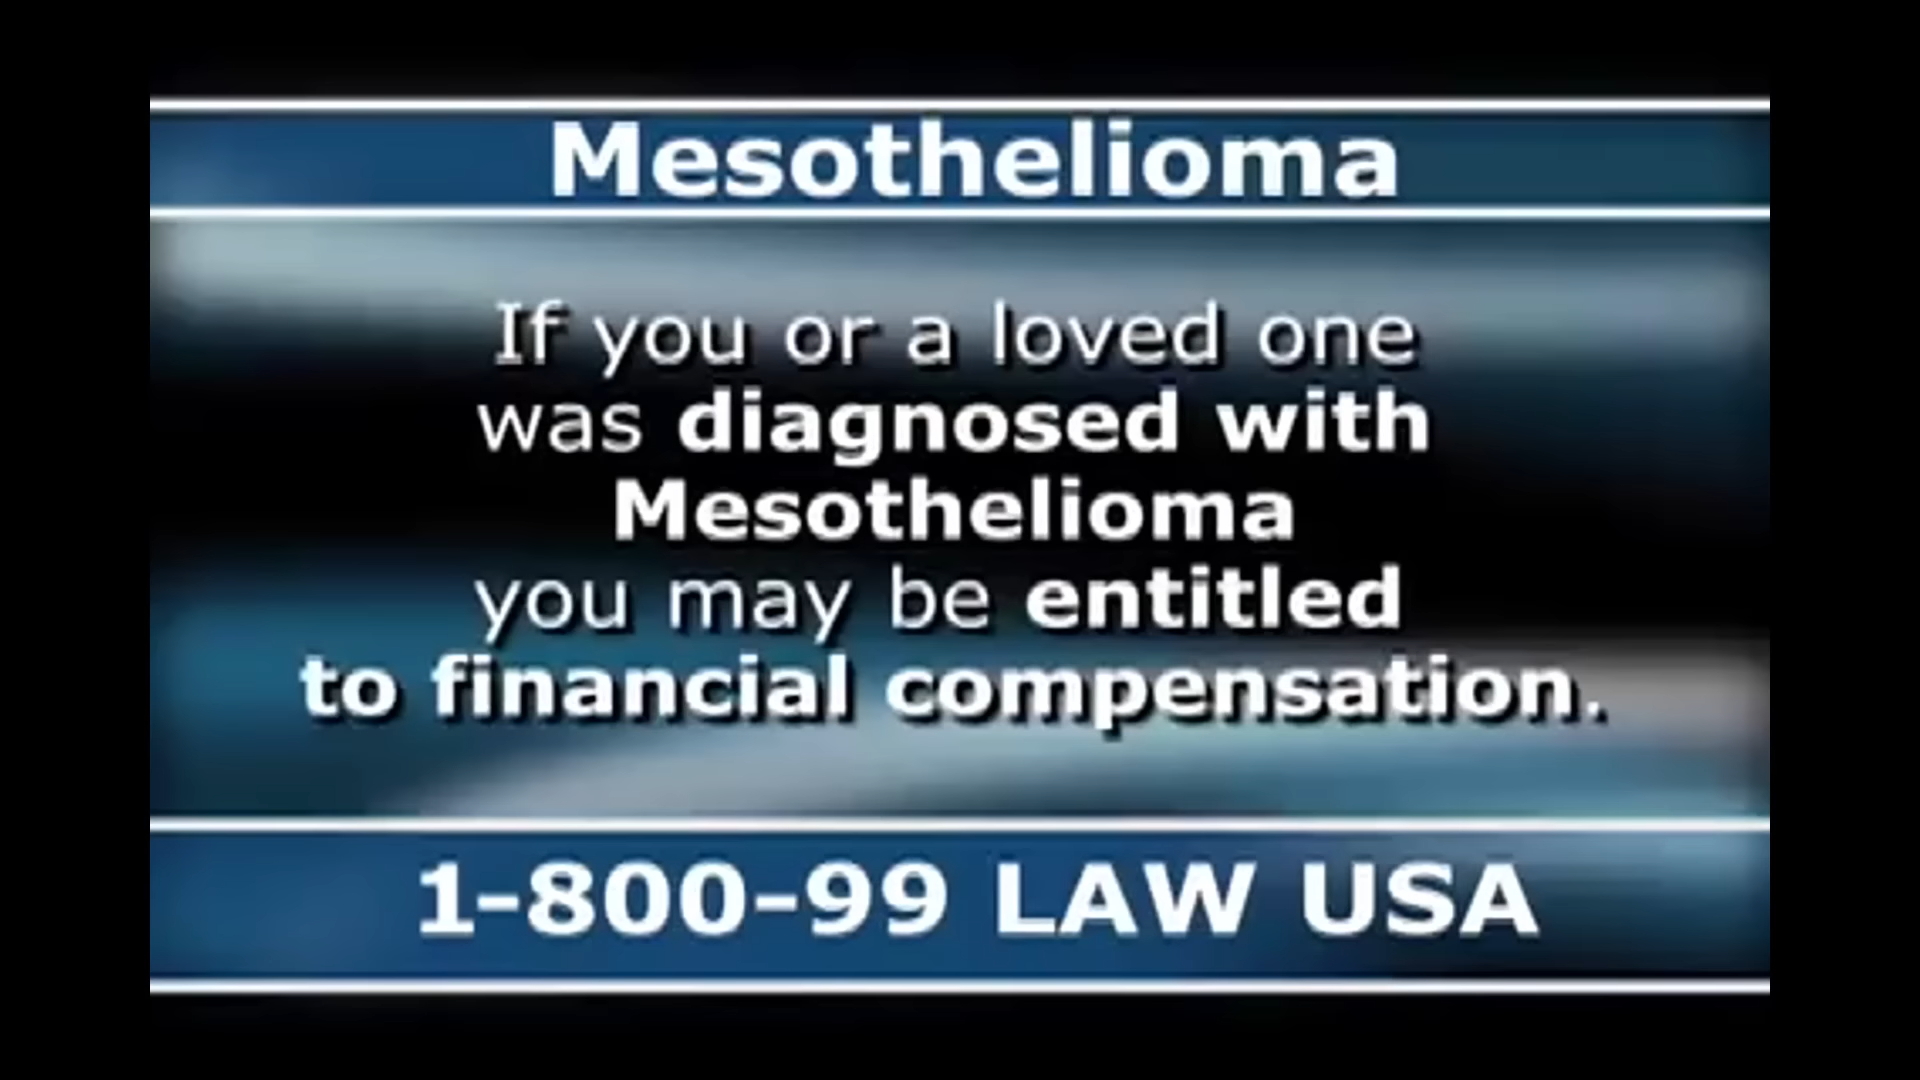 Mesothelioma
If you or a loved one
was diagnosed with
Mesothelioma
you may be entitled
to financial compensation.
1-800-99 LAW USA